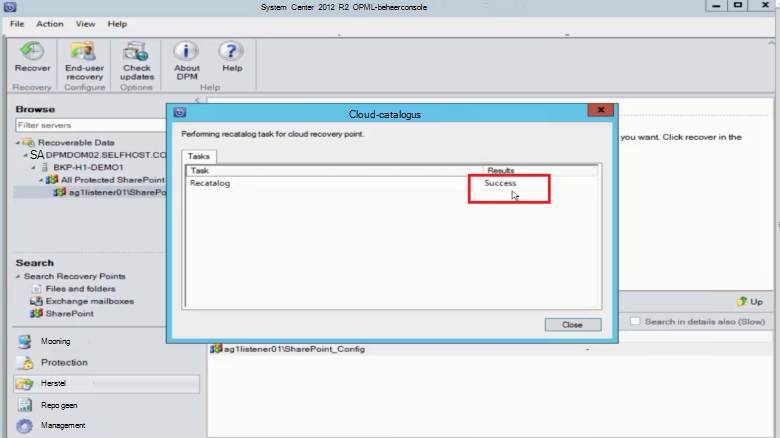 System Center 2012 R2 OPML-beheerconsole
File Action View Help
Recover End-user recovery Check updates About DPM Help
Recovery Configure Options Help
Browse
Filter servers
Recoverable Data
SADPMDOM02.SELFHOST.CO
BKP-H1-DEMO1
All Protected SharePoint
ag1listener01\SharePo
Cloud-catalogus
Performing recatalog task for cloud recovery point.
Tasks
Task Results
Recatalog Success
Close
you want. Click recover in the
Search
Search Recovery Points
Files and folders
Exchange mailboxes
SharePoint
Up
Search in details also (Slow)
ag1listener01\SharePoint_Config -
Mooning
Protection
Herstel
Repo geen
Management